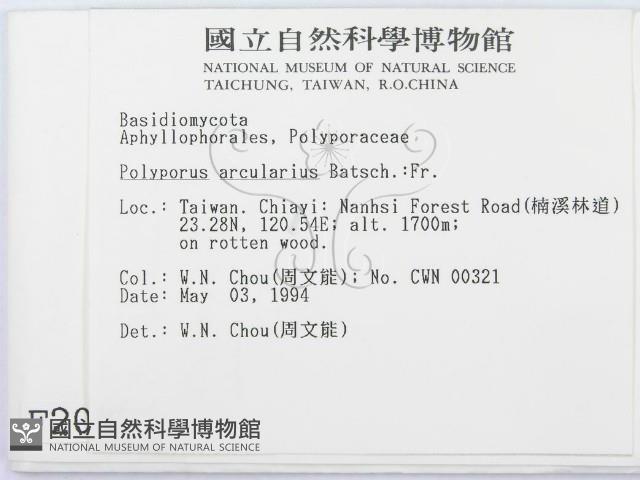 國立自然科學博物館
NATIONAL MUSEUM OF NATURAL SCIENCE
TAICHUNG, TAIWAN, R.O.CHINA
Basidiomycota
Aphyllophorales, Polyporaceae
Polyporus arcularius Batsch.:Fr.
Loc.: Taiwan. Chiayi: Nanhsi Forest Road(楠溪林道)
23.28N, 120.54E; alt. 1700m;
on rotten wood.
Col.: W.N. Chou(周文能); No. CWN 00321
Date: May 03, 1994
Det.: W.N. Chou(周文能)
國立自然科學博物館
NATIONAL MUSEUM OF NATURAL SCIENCE